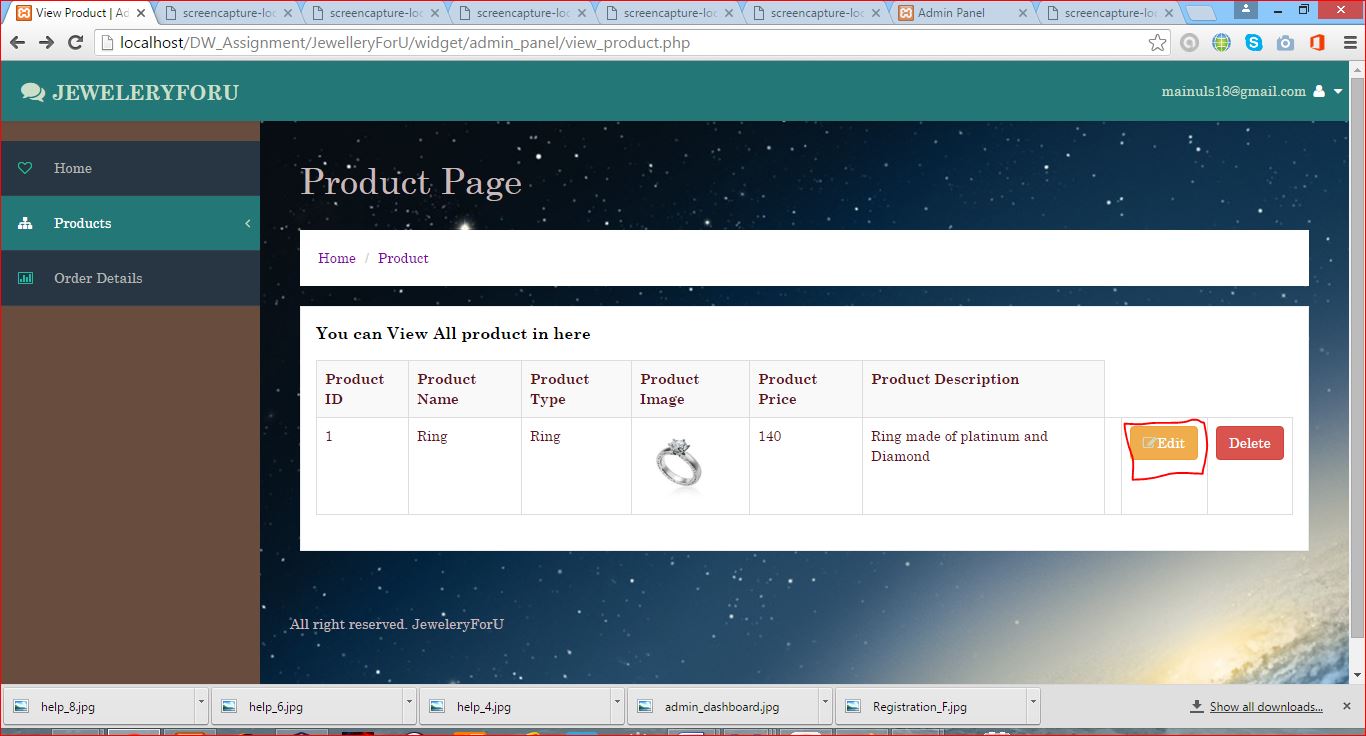 View Product | Ad
screencapture-loc
screencapture-loc
screencapture-loc
screencapture-loc
screencapture-loc
Admin Panel
screencapture-loc
localhost/DW_Assignment/JewelleryForU/widget/admin_panel/view_product.php
JEWELERYFORU
mainuls18@gmail.com
Home
Products
Order Details
Product Page
Home / Product
You can View All product in here
Product ID Product Name Product Type Product Image Product Price Product Description
1 Ring Ring 140 Ring made of platinum and Diamond Edit Delete
All right reserved. JeweleryForU
help_8.jpg
help_6.jpg
help_4.jpg
admin_dashboard.jpg
Registration_F.jpg
Show all downloads...